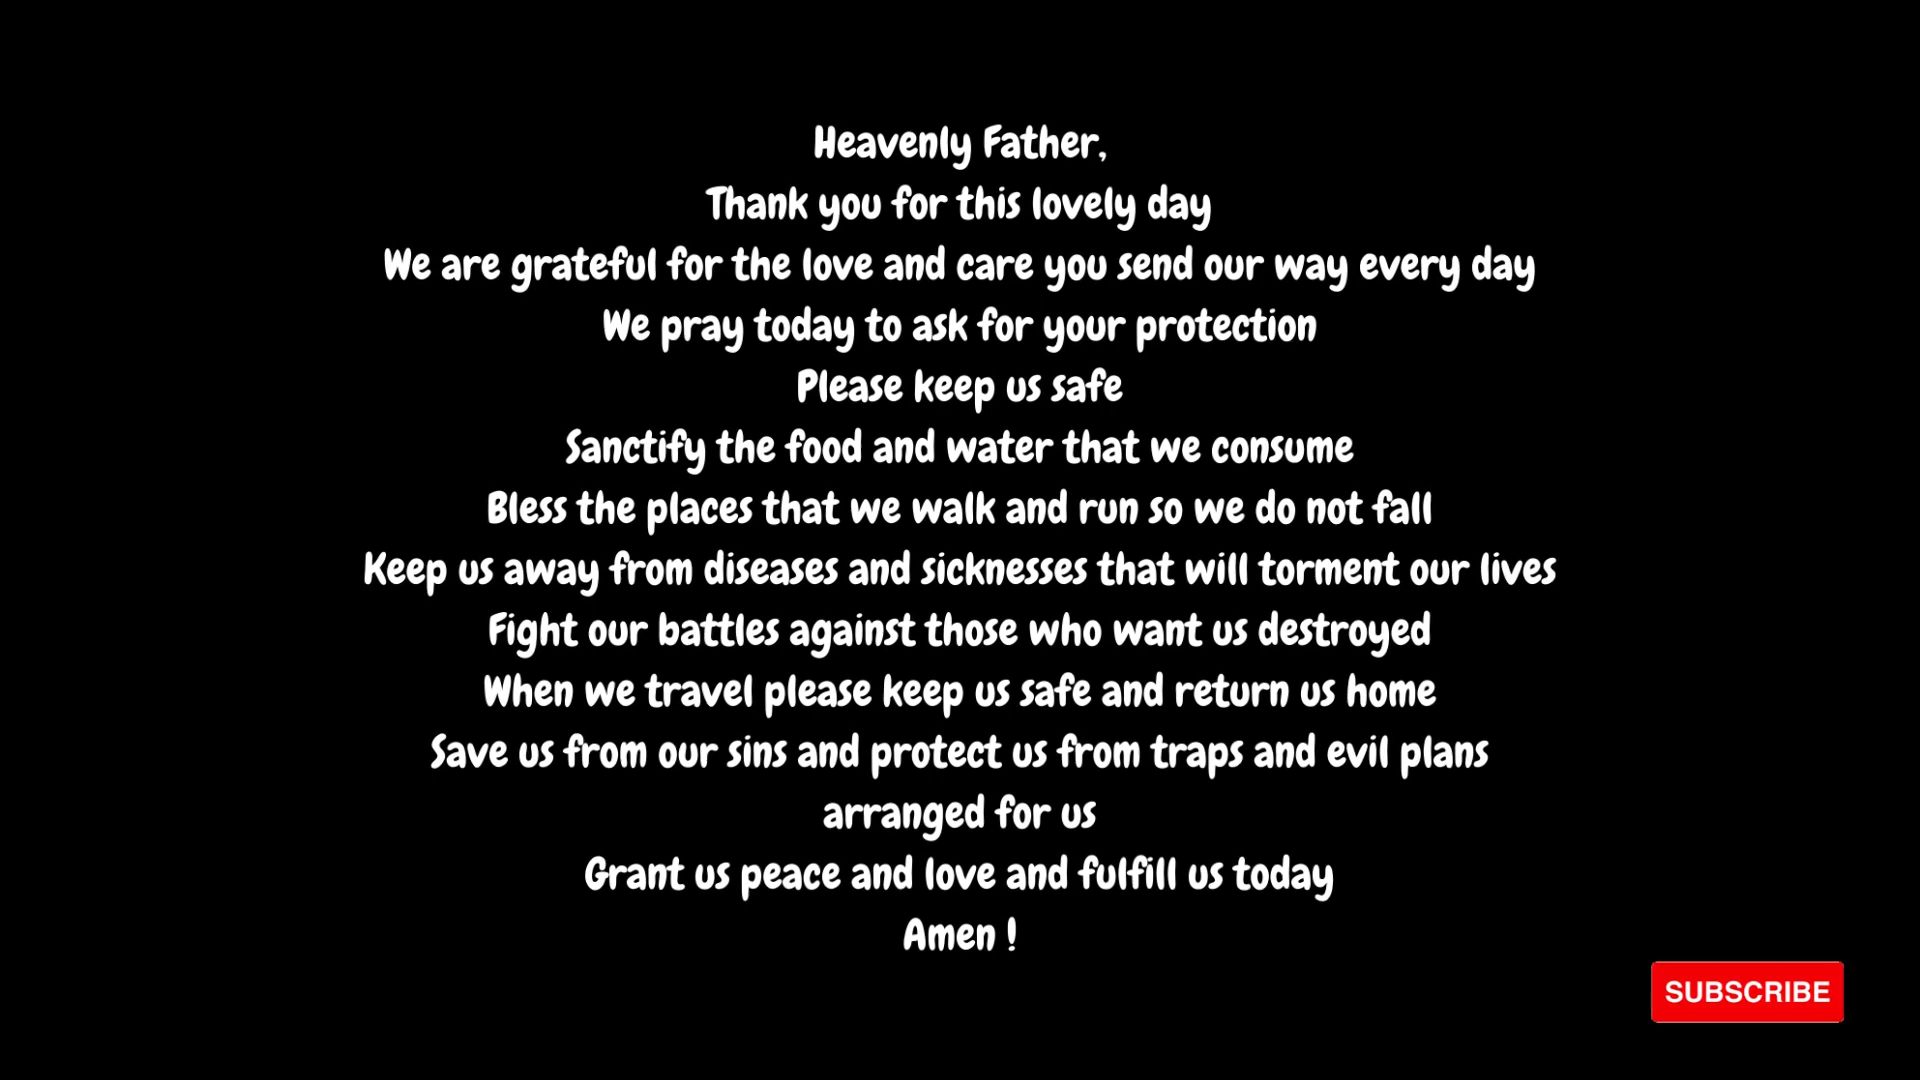 Heavenly Father,
Thank you for this lovely day
We are grateful for the love and care you send our way every day
We pray today to ask for your protection
Please keep us safe
Sanctify the food and water that we consume
Bless the places that we walk and run so we do not fall
Keep us away from diseases and sicknesses that will torment our lives
Fight our battles against those who want us destroyed
When we travel please keep us safe and return us home
Save us from our sins and protect us from traps and evil plans
arranged for us
Grant us peace and love and fulfill us today
Amen !
SUBSCRIBE